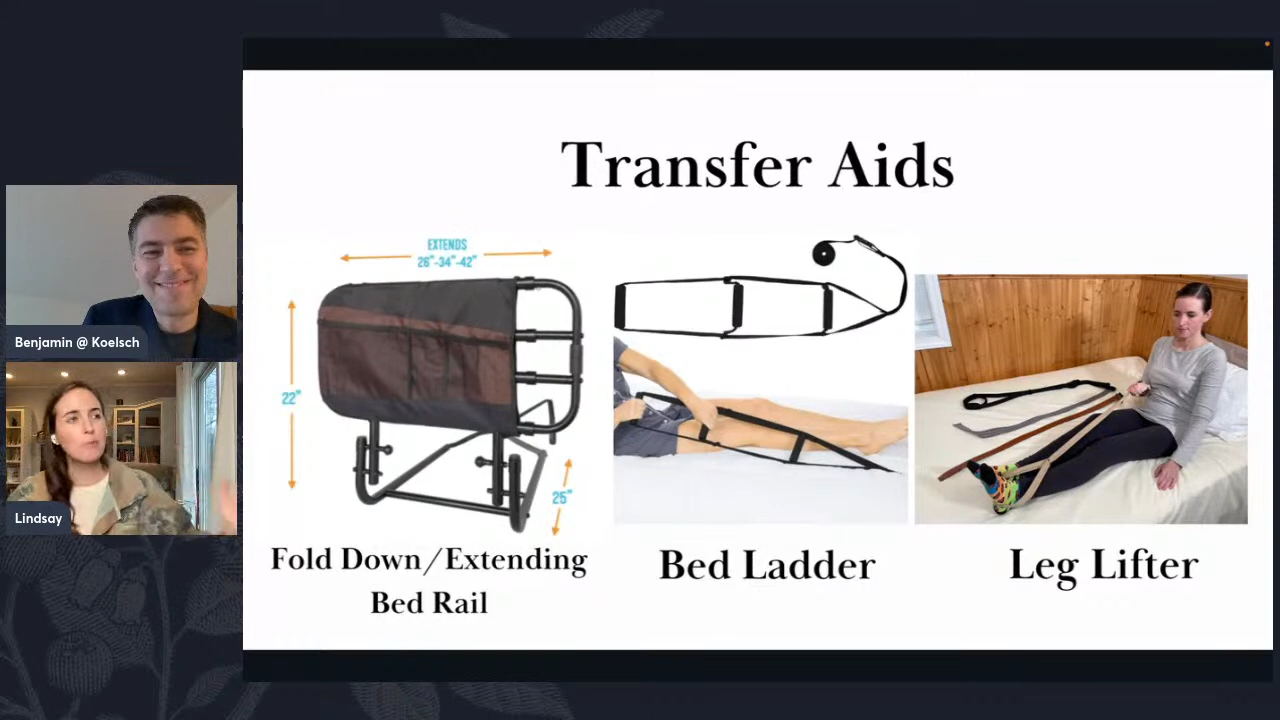 Transfer Aids
EXTENDS
26"-34"-42"
22"
25"
Fold Down/Extending
Bed Rail
Bed Ladder
Leg Lifter
Benjamin @ Koelsch
Lindsay